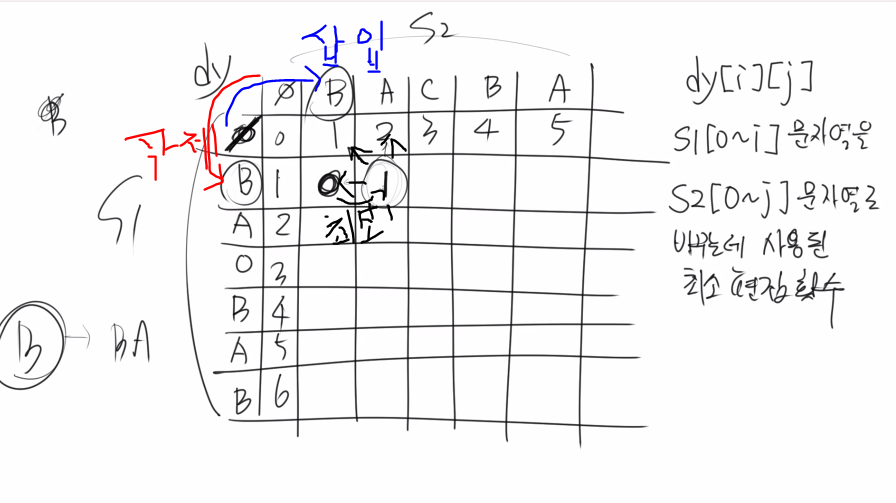 S2
삽입
dy
∅ B A C B A
∅ 0 1 2 3 4 5
삭제
B 1 0 1
최소
S1
A 2
O 3
B 4
A 5
B 6
B → BA
dy[i][j]
S1[0~i] 문자열을
S2[0~j] 문자열로
바꾸는데 사용된
최소 편집 횟수